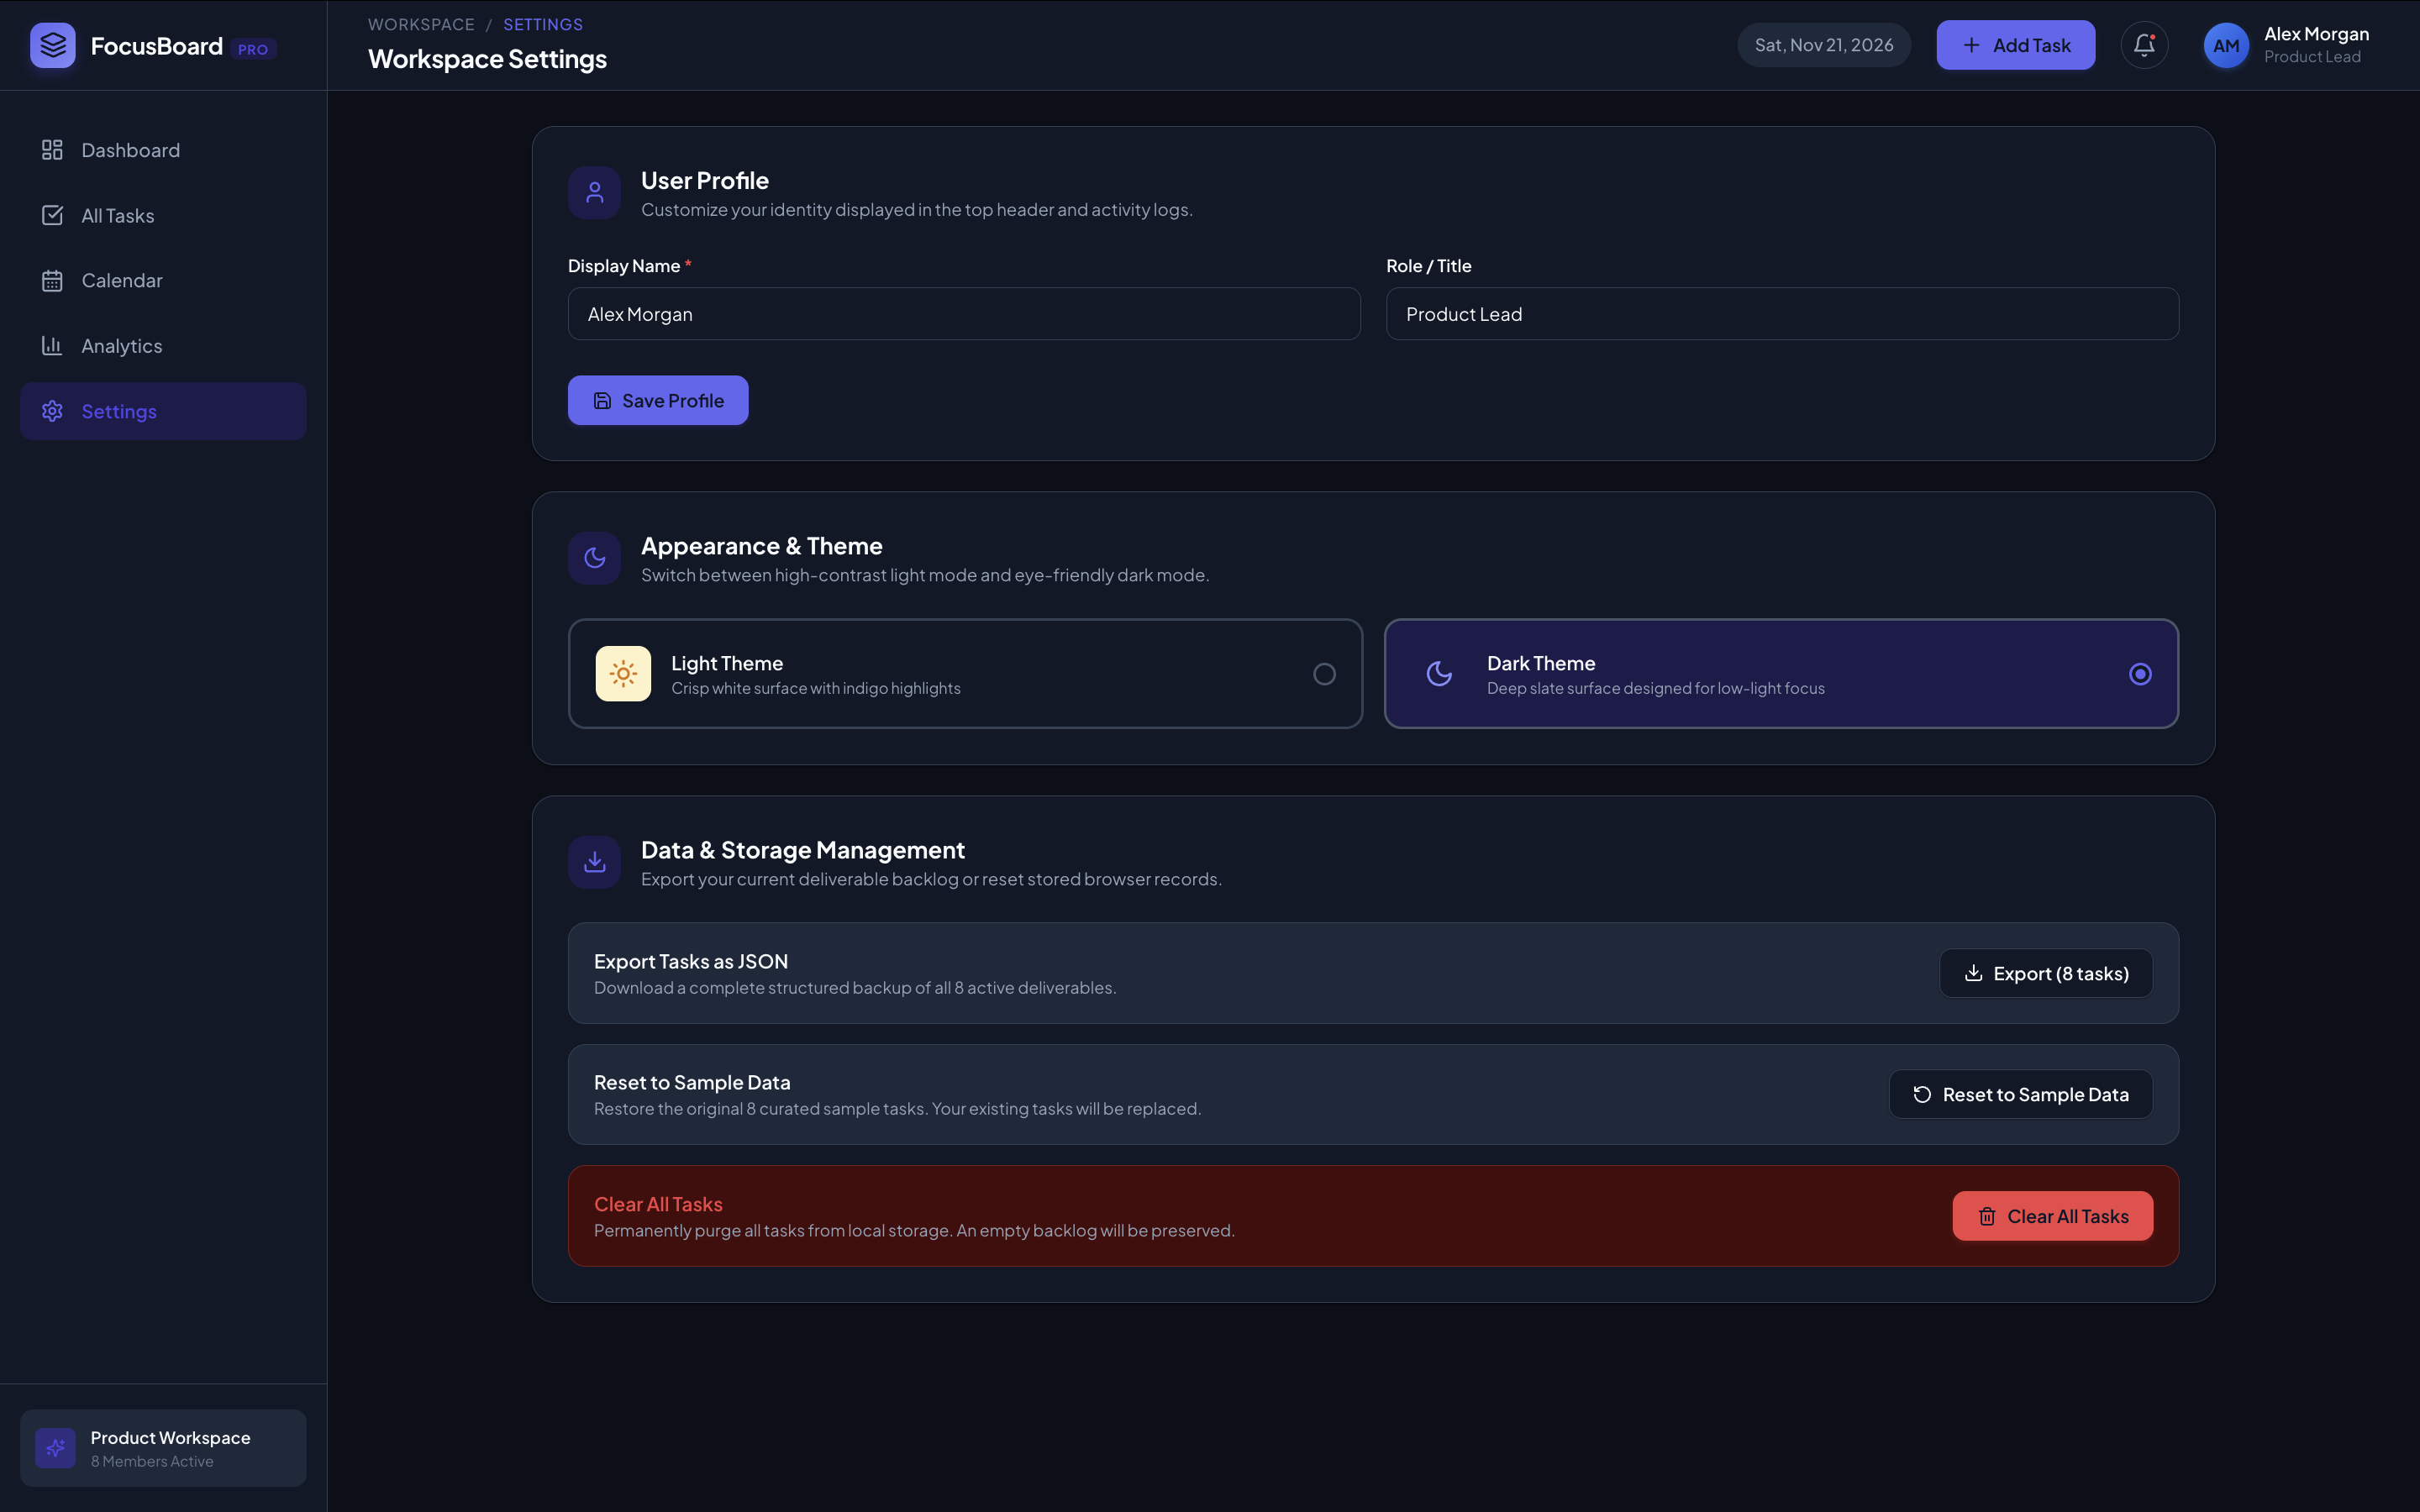 FocusBoard PRO
Dashboard
All Tasks
Calendar
Analytics
Settings
Product Workspace
8 Members Active
WORKSPACE / SETTINGS
Workspace Settings
Sat, Nov 21, 2026
Add Task
AM
Alex Morgan
Product Lead
User Profile
Customize your identity displayed in the top header and activity logs.
Display Name *
Alex Morgan
Role / Title
Product Lead
Save Profile
Appearance & Theme
Switch between high-contrast light mode and eye-friendly dark mode.
Light Theme
Crisp white surface with indigo highlights
Dark Theme
Deep slate surface designed for low-light focus
Data & Storage Management
Export your current deliverable backlog or reset stored browser records.
Export Tasks as JSON
Download a complete structured backup of all 8 active deliverables.
Export (8 tasks)
Reset to Sample Data
Restore the original 8 curated sample tasks. Your existing tasks will be replaced.
Reset to Sample Data
Clear All Tasks
Permanently purge all tasks from local storage. An empty backlog will be preserved.
Clear All Tasks